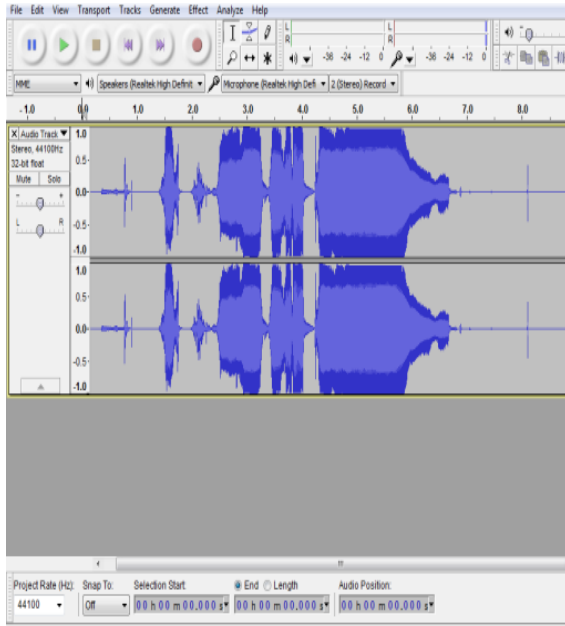 File Edit View Transport Tracks Generate Effect Analyze Help
L
R
L
R
-36 -24 -12 0
-36 -24 -12 0
MME Speakers (Realtek High Definit Microphone (Realtek High Defi 2 (Stereo) Record
- 1.0 0.0 1.0 2.0 3.0 4.0 5.0 6.0 7.0 8.0
X Audio Track
Stereo, 44100Hz
32-bit float
Mute Solo
- +
L R
1.0
0.5-
0.0-
-0.5-
-1.0
1.0
0.5-
0.0-
-0.5-
-1.0
Project Rate (Hz): Snap To: Selection Start: End Length Audio Position:
44100 Off 00 h 00 m 00.000 s 00 h 00 m 00.000 s 00 h 00 m 00.000 s